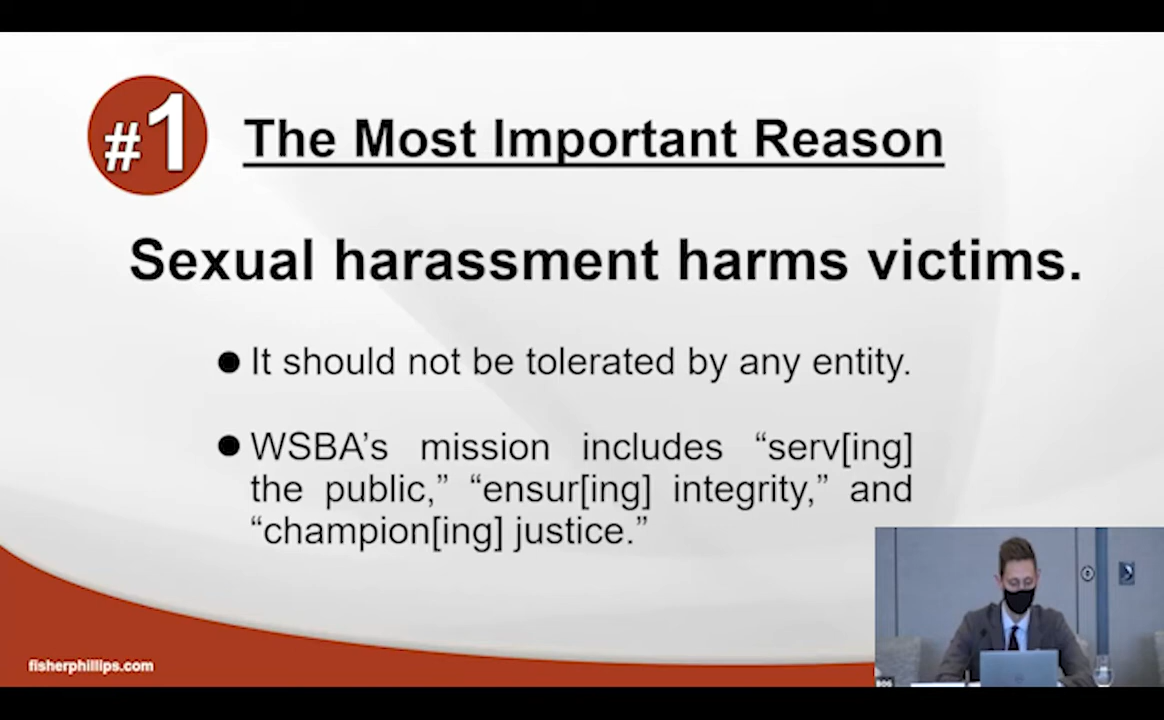 #1
The Most Important Reason
Sexual harassment harms victims.
● It should not be tolerated by any entity.
● WSBA’s mission includes “serv[ing]
the public,” “ensur[ing] integrity,” and
“champion[ing] justice.”
fisherphillips.com
BOG